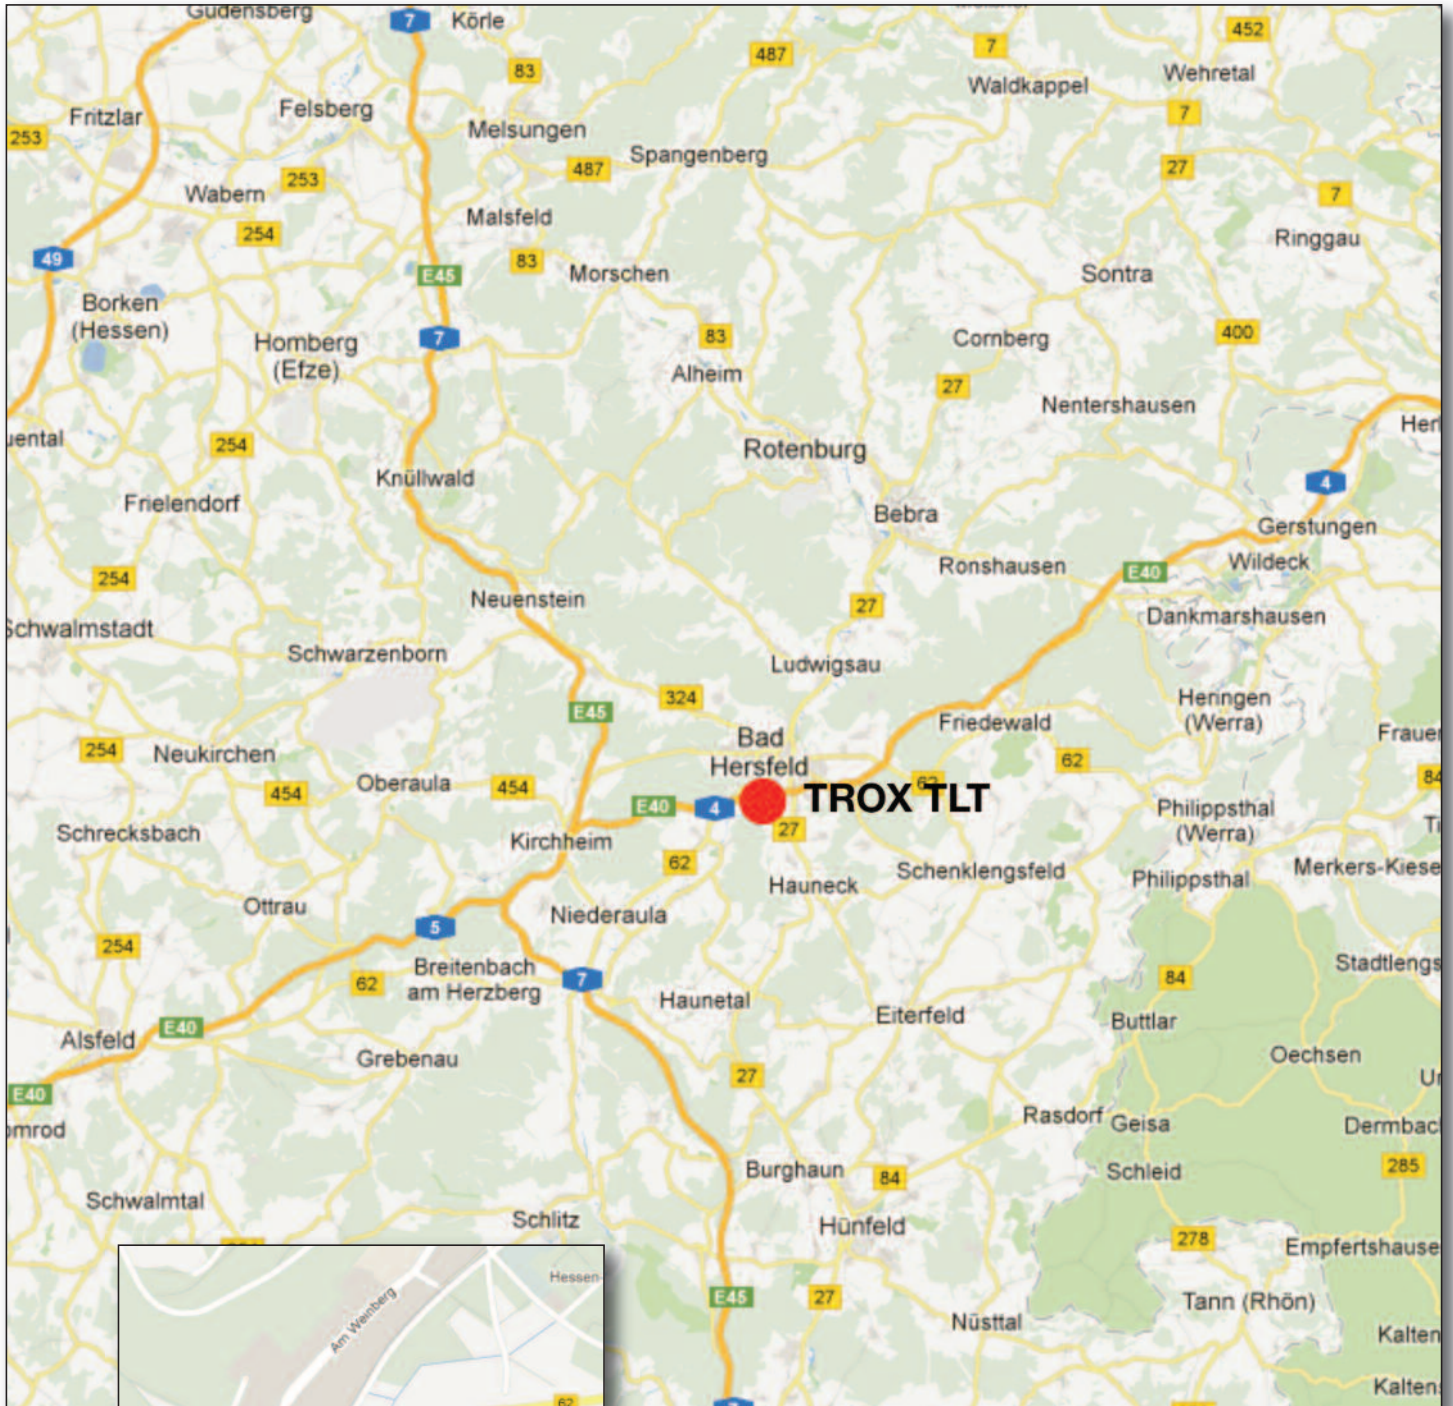 Gudensberg
7
Körle
452
487
7
83
Wehretal
Waldkappel
Fritzlar
Felsberg
7
253
Melsungen
Spangenberg
487
27
253
Wabern
7
254
Malsfeld
Ringgau
49
83
E45
Morschen
Sontra
Borken
(Hessen)
7
Homberg
(Efze)
83
Cornberg
400
Alheim
27
Nentershausen
254
Rotenburg
Knüllwald
4
Frielendorf
Bebra
Gerstungen
254
Ronshausen
E40
Wildeck
Neuenstein
27
Dankmarshausen
Schwalmstadt
Schwarzenborn
Ludwigsau
324
Heringen
(Werra)
E45
Friedewald
254
Neukirchen
Bad
Hersfeld
62
Oberaula
454
454
62
84
E40
4
TROX TLT
Philippsthal
(Werra)
Schrecksbach
Kirchheim
27
62
Hauneck
Schenklengsfeld
Philippsthal
Merkers-Kiese
Ottrau
Niederaula
5
254
Breitenbach
am Herzberg
62
7
Stadtlengs
84
Haunetal
Eiterfeld
Buttlar
E40
Alsfeld
Grebenau
Oechsen
27
E40
omrod
Rasdorf
Geisa
Dermbac
Burghaun
84
Schleid
285
Schwalmtal
Schlitz
Hünfeld
278
Empfertshause
Hessen-
Am Weinberg
E45
27
Tann (Rhön)
Nüsttal
Kalten
Kaltens
62